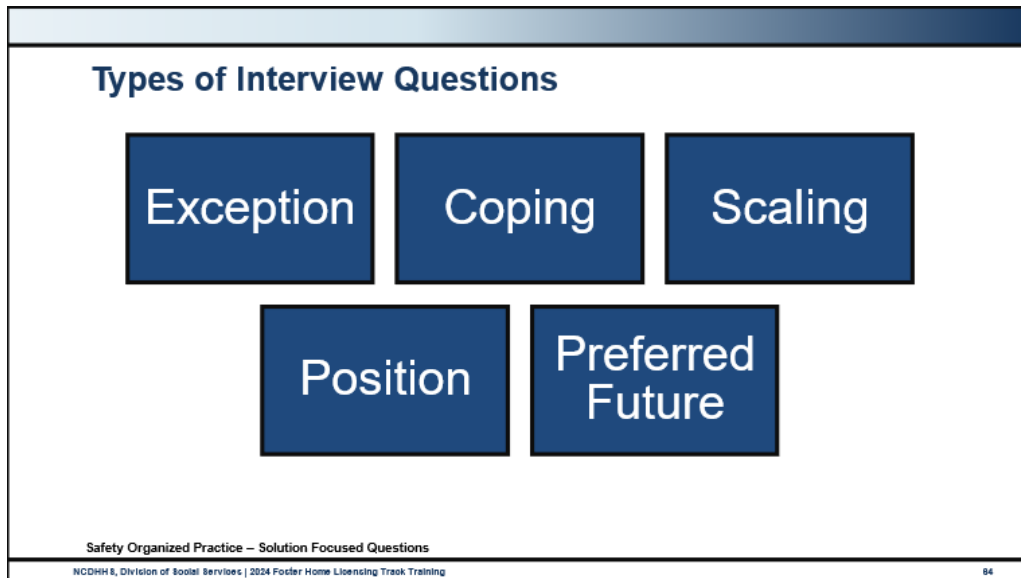 Types of Interview Questions
Exception
Coping
Scaling
Position
Preferred
Future
Safety Organized Practice – Solution Focused Questions
NCDHHS, Division of Social Services | 2024 Foster Home Licensing Track Training
64